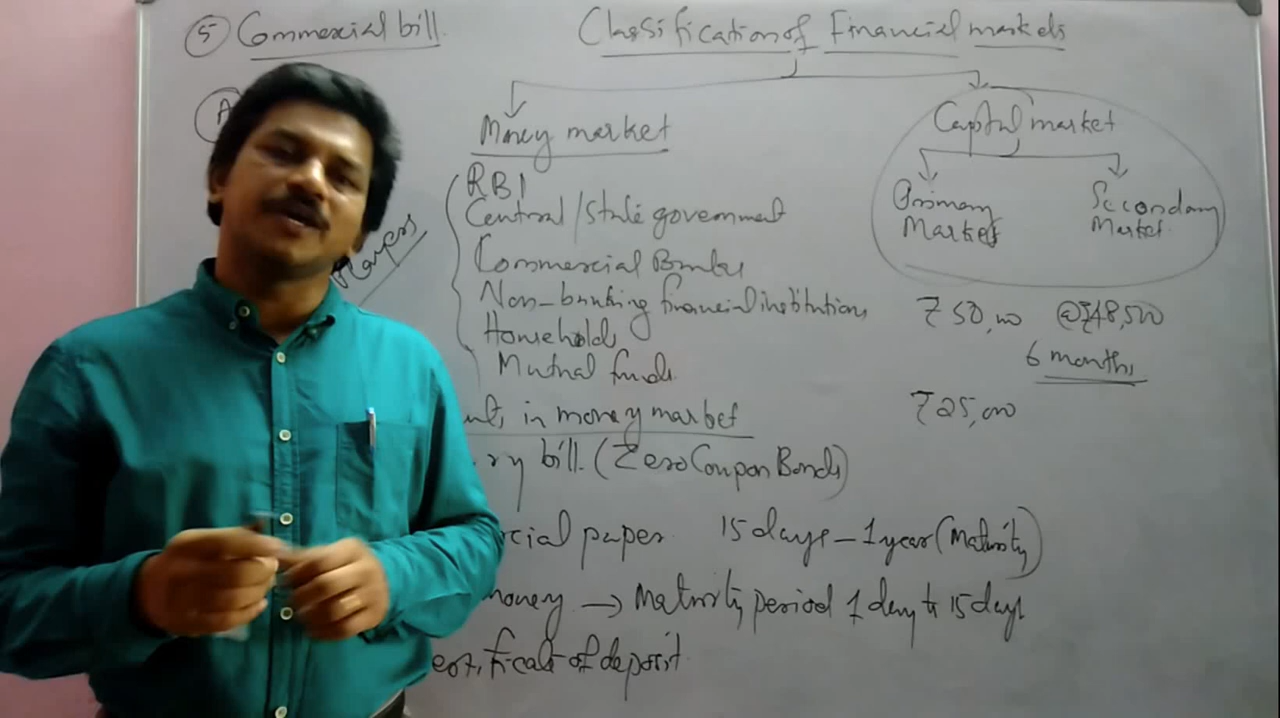 ⑤ Commercial bill
Classification of Financial markets
A
Money market
Capital market
Primary Market
Secondary Market
Players
RBI
Central/State government
Commercial Banks
Non-banking financial institutions
Households
Mutual funds
₹50,000 @₹48,500
6 months
₹25,000
in money market
ry bill. (Zero Coupon Bonds)
cial paper 15 days - 1 year (Maturity)
money → Maturity period 1 day to 15 days
ertificate of deposit